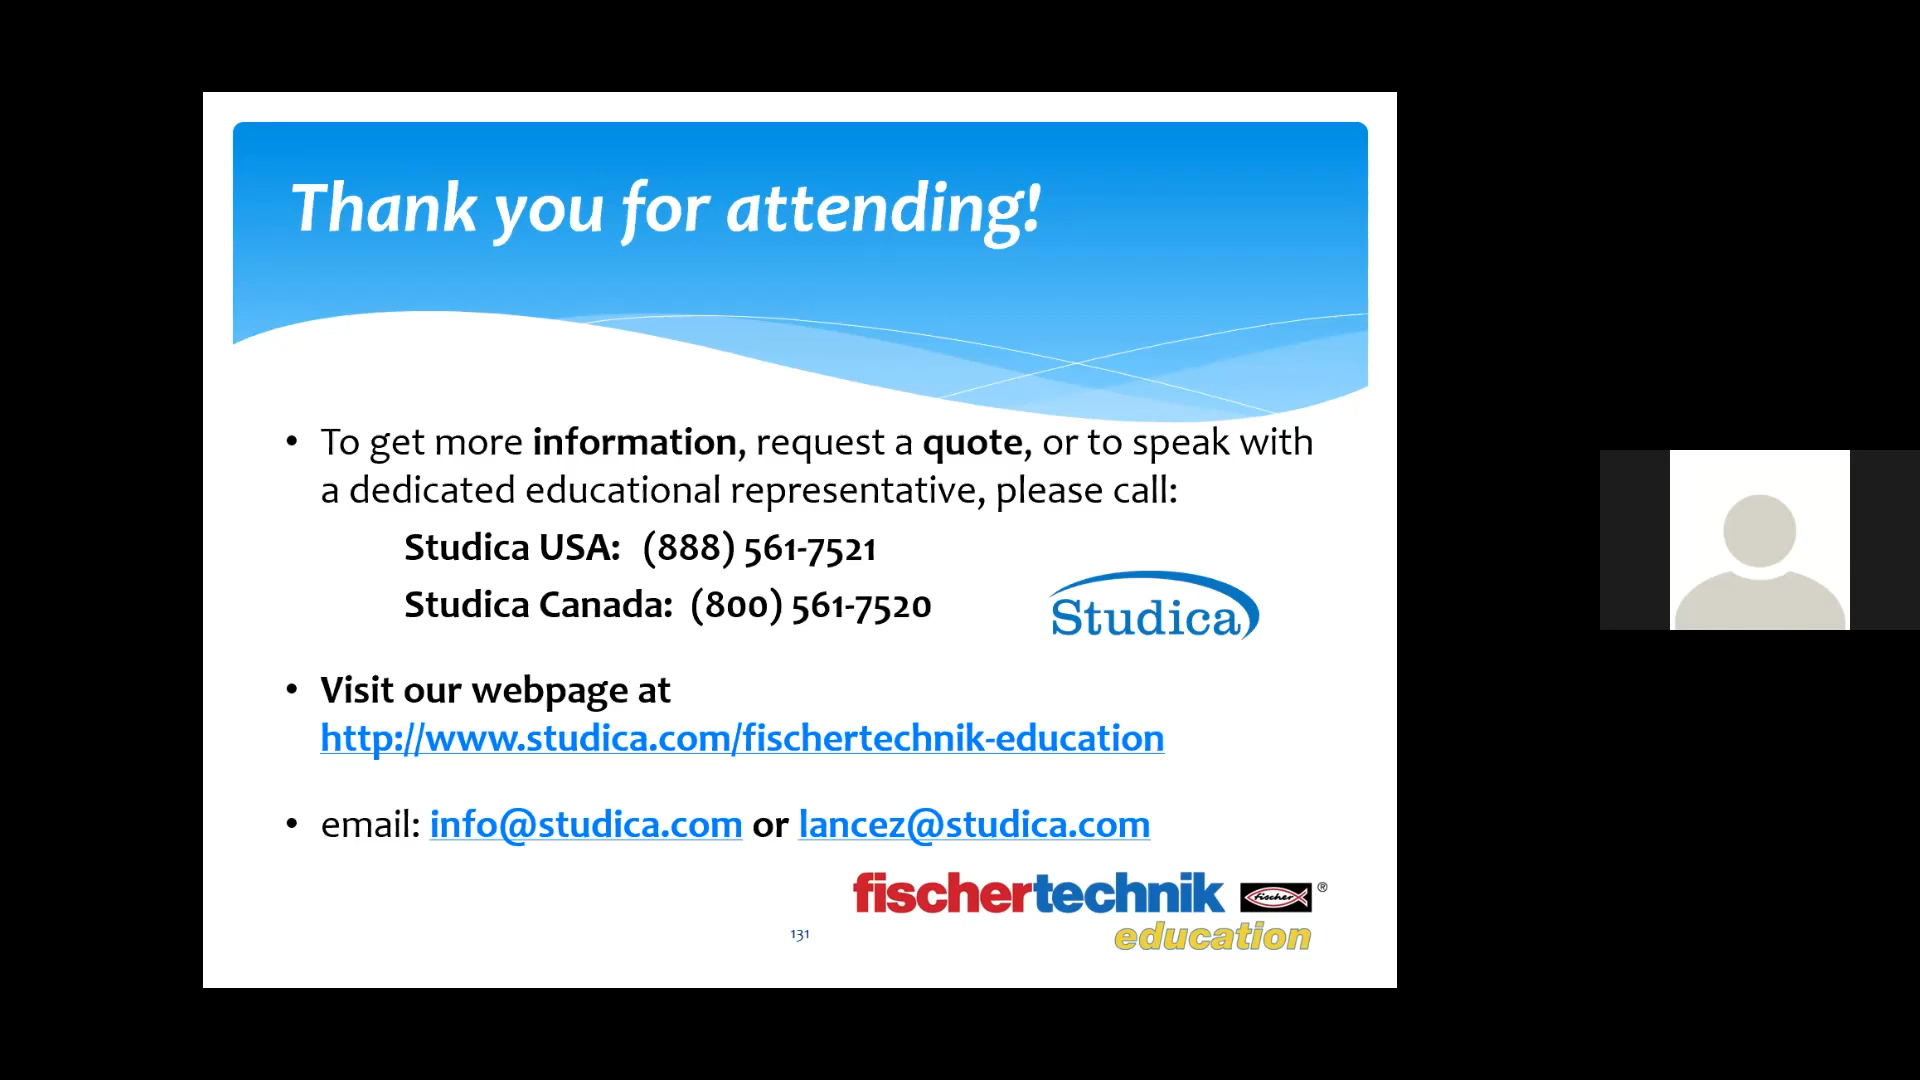 Thank you for attending!
• To get more information, request a quote, or to speak with
a dedicated educational representative, please call:
Studica USA: (888) 561-7521
Studica Canada: (800) 561-7520
Studica
• Visit our webpage at
http://www.studica.com/fischertechnik-education
• email: info@studica.com or lancez@studica.com
fischertechnik fischer ®
education
131